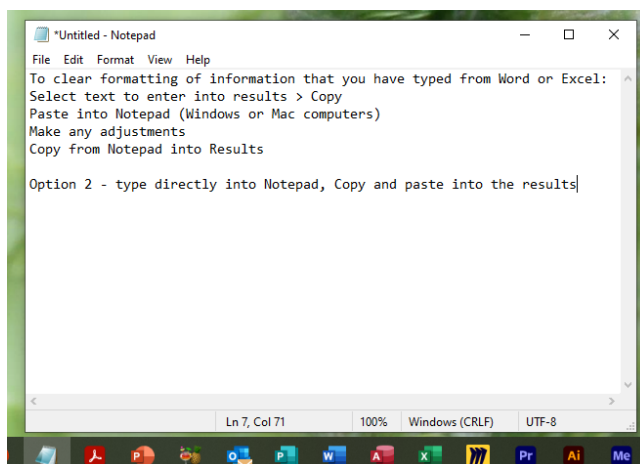 *Untitled - Notepad
File Edit Format View Help
To clear formatting of information that you have typed from Word or Excel:
Select text to enter into results > Copy
Paste into Notepad (Windows or Mac computers)
Make any adjustments
Copy from Notepad into Results
Option 2 - type directly into Notepad, Copy and paste into the results
Ln 7, Col 71 100% Windows (CRLF) UTF-8
P O P W A X Pr Ai Me